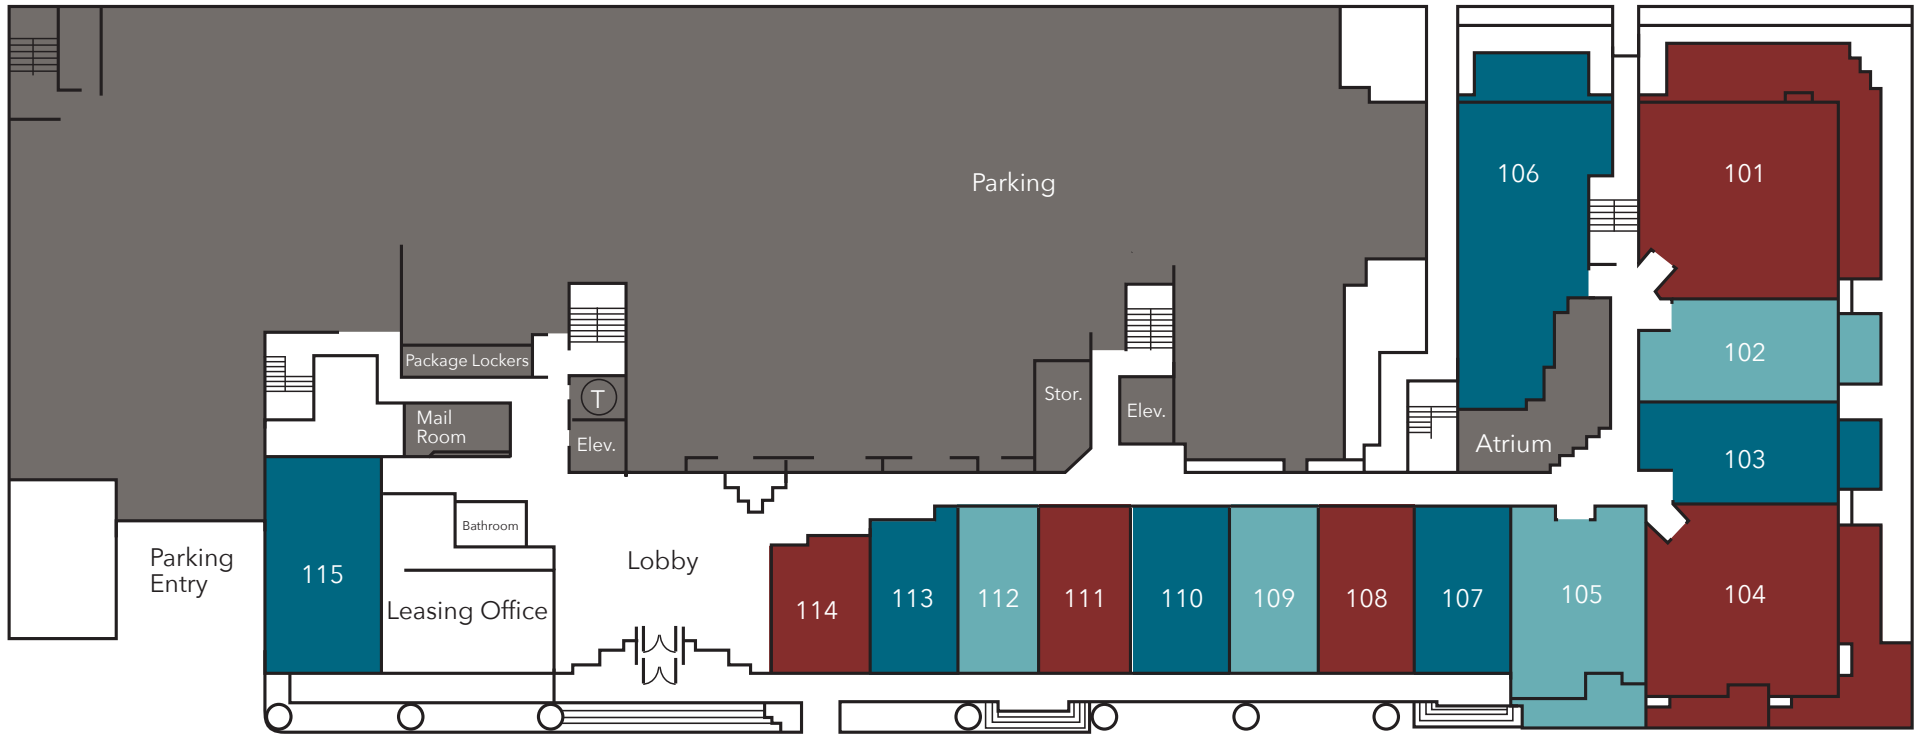 Parking
106
101
Package Lockers
102
T
Stor.
Elev.
Mail
Room
Elev.
Atrium
103
Bathroom
Parking
Entry
115
Lobby
Leasing Office
114
113
112
111
110
109
108
107
105
104